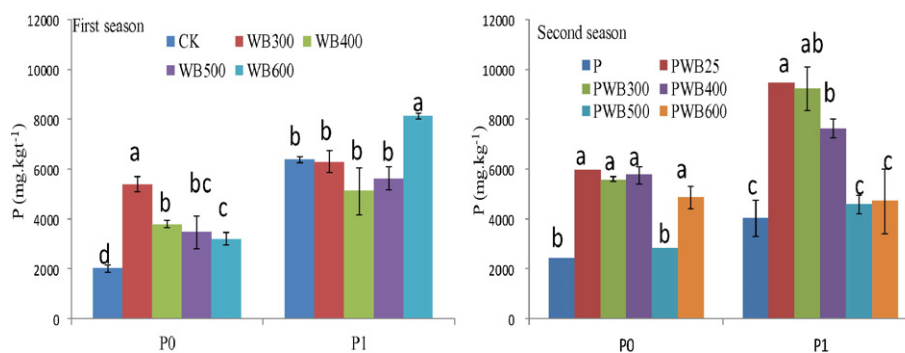 First season
CK WB300 WB400
WB500 WB600
P (mg.kgt⁻¹)
12000
10000
8000
6000
4000
2000
0
d
a
b
bc
c
b
b
b
b
a
P0 P1
Second season
P PWB25
PWB300 PWB400
PWB500 PWB600
P (mg.kg⁻¹)
12000
10000
8000
6000
4000
2000
0
b
a
a
a
b
a
c
a
ab
b
c
c
P0 P1